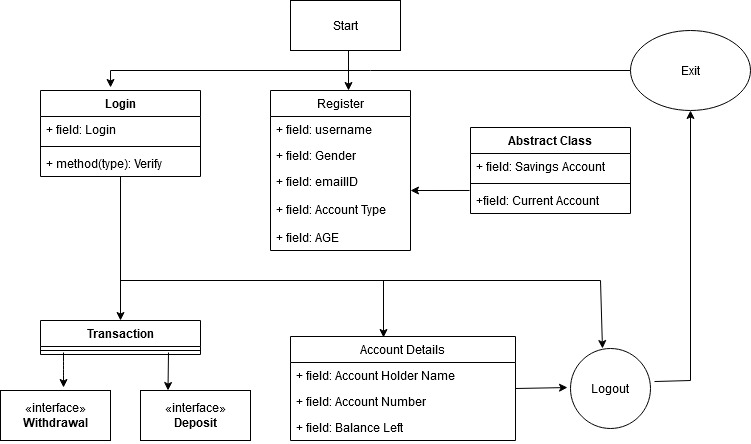 Start
Exit
Login
+ field: Login
+ method(type): Verify
Register
+ field: username
+ field: Gender
+ field: emailID
+ field: Account Type
+ field: AGE
Abstract Class
+ field: Savings Account
+field: Current Account
Transaction
«interface»
Withdrawal
«interface»
Deposit
Account Details
+ field: Account Holder Name
+ field: Account Number
+ field: Balance Left
Logout